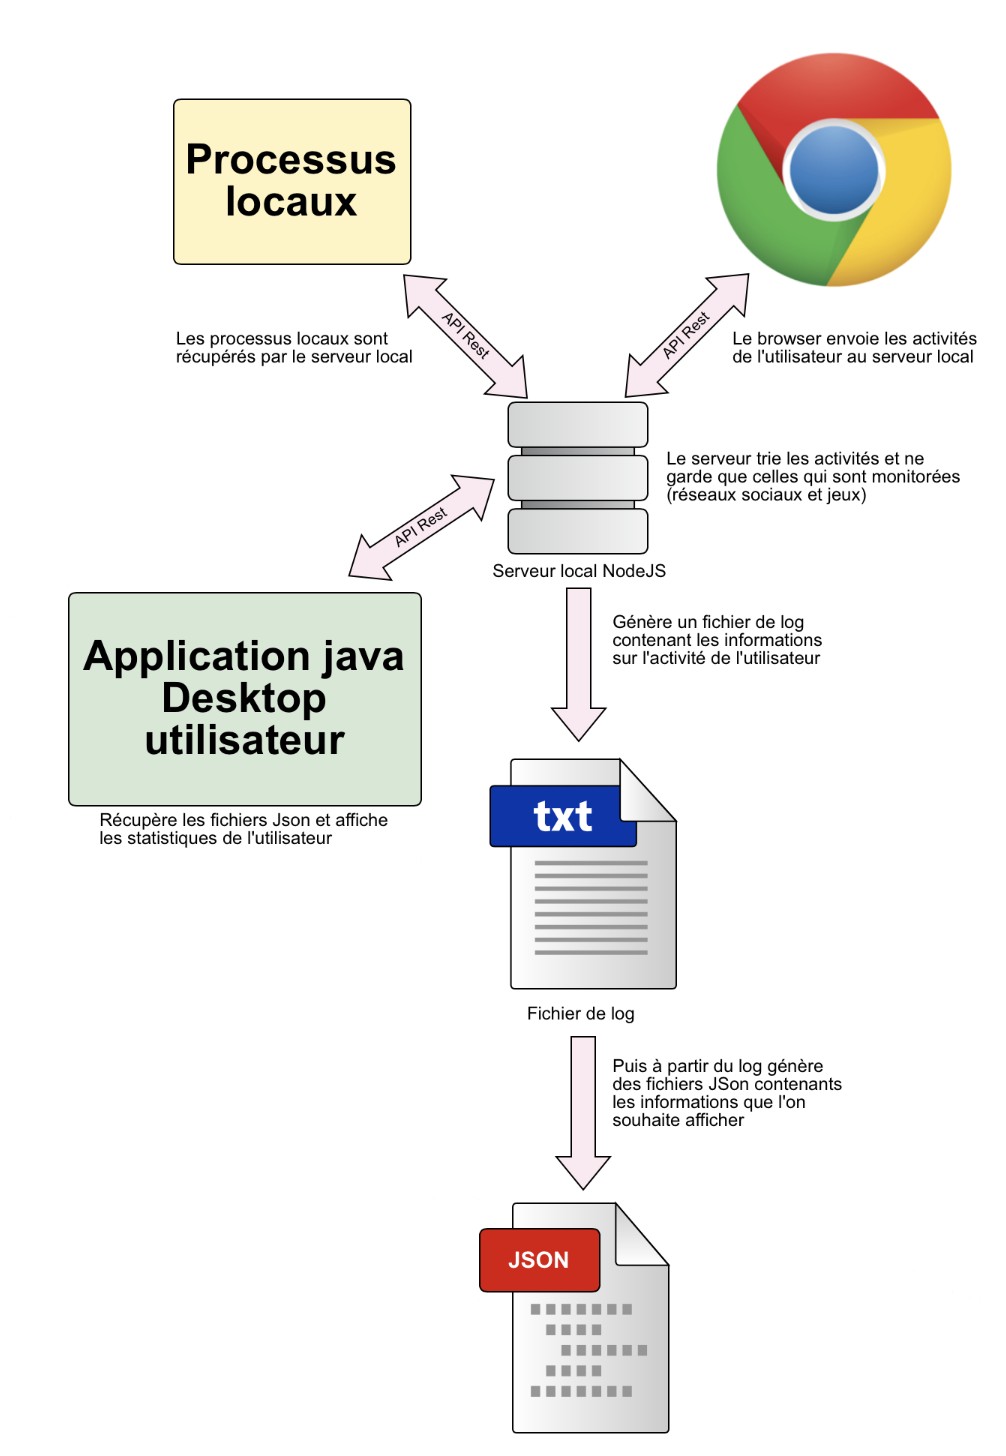 Processus
locaux
API Rest
API Rest
Les processus locaux sont
récupérés par le serveur local
Le browser envoie les activités
de l'utilisateur au serveur local
Le serveur trie les activités et ne
garde que celles qui sont monitorées
(réseaux sociaux et jeux)
API Rest
Serveur local NodeJS
Application java
Desktop
utilisateur
Récupère les fichiers Json et affiche
les statistiques de l'utilisateur
Génère un fichier de log
contenant les informations
sur l'activité de l'utilisateur
txt
Fichier de log
Puis à partir du log génère
des fichiers JSon contenants
les informations que l'on
souhaite afficher
JSON